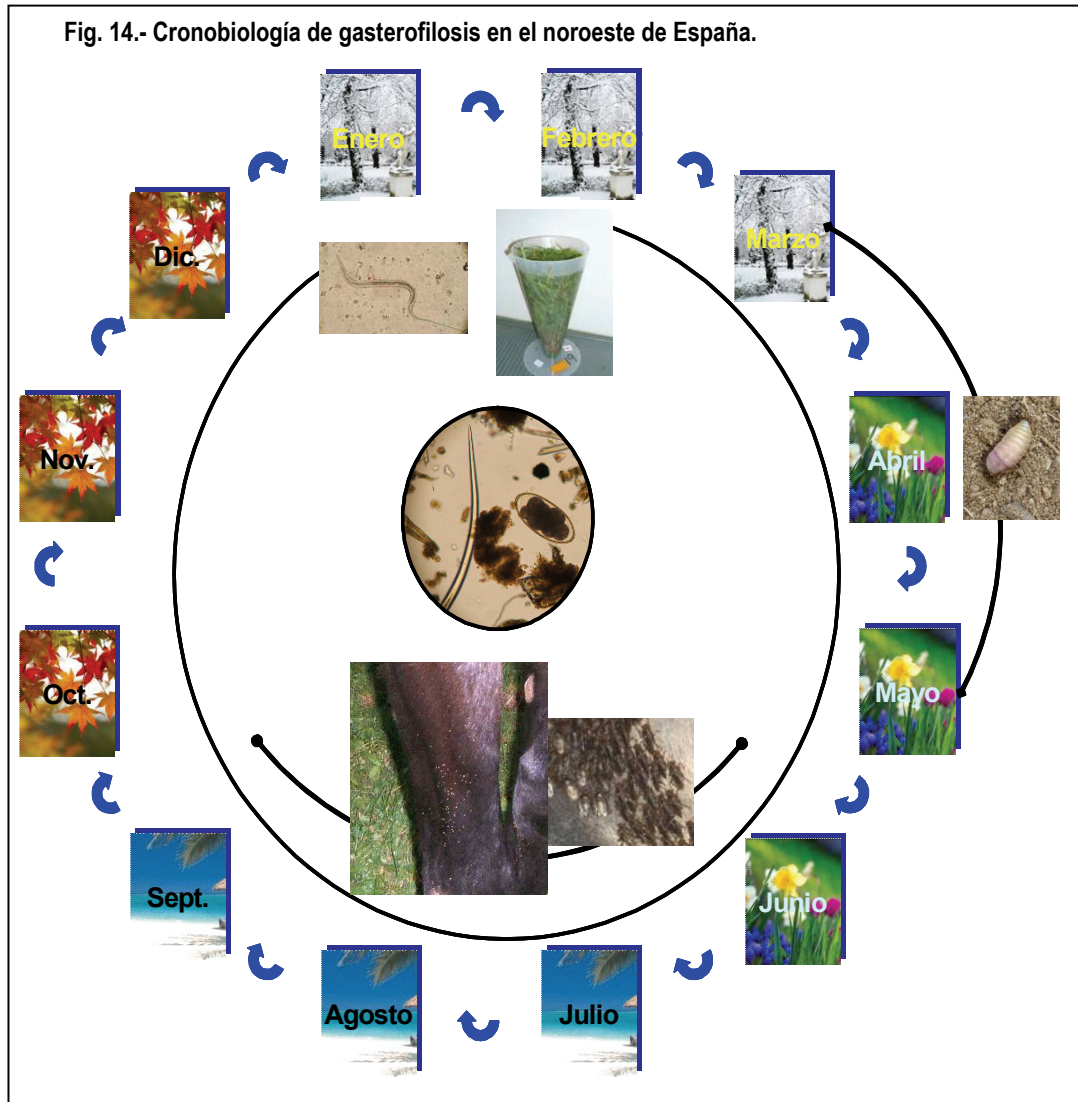 Fig. 14.- Cronobiología de gasterofilosis en el noroeste de España.
Enero
Febrero
Marzo
Abril
Mayo
Junio
Julio
Agosto
Sept.
Oct.
Nov.
Dic.